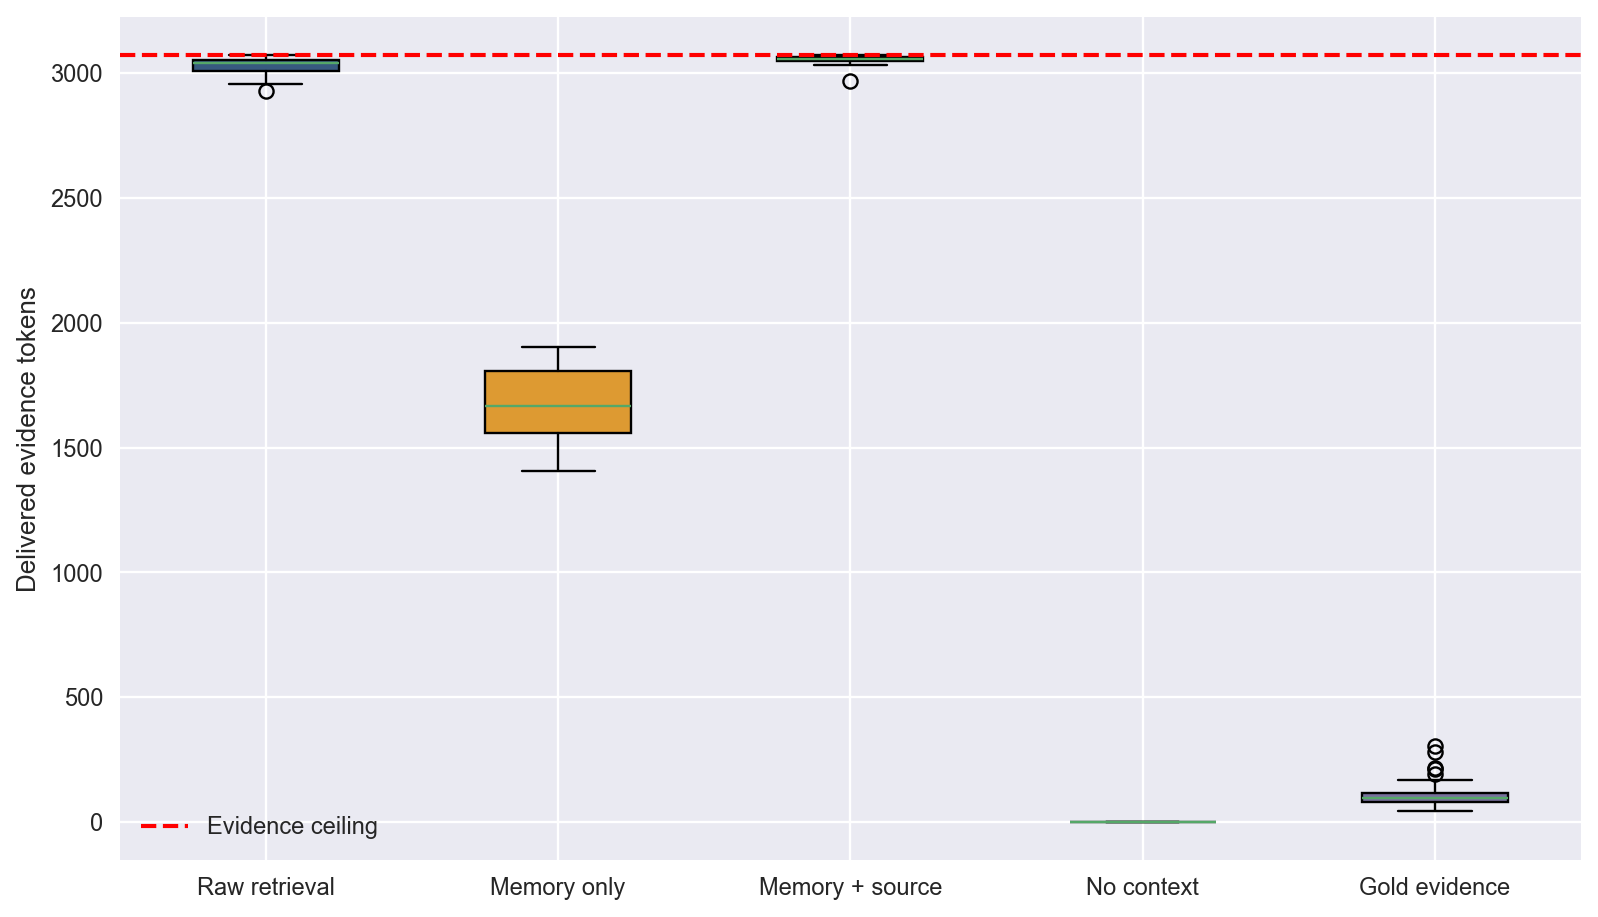 Delivered evidence tokens
3000
2500
2000
1500
1000
500
0
Evidence ceiling
Raw retrieval
Memory only
Memory + source
No context
Gold evidence